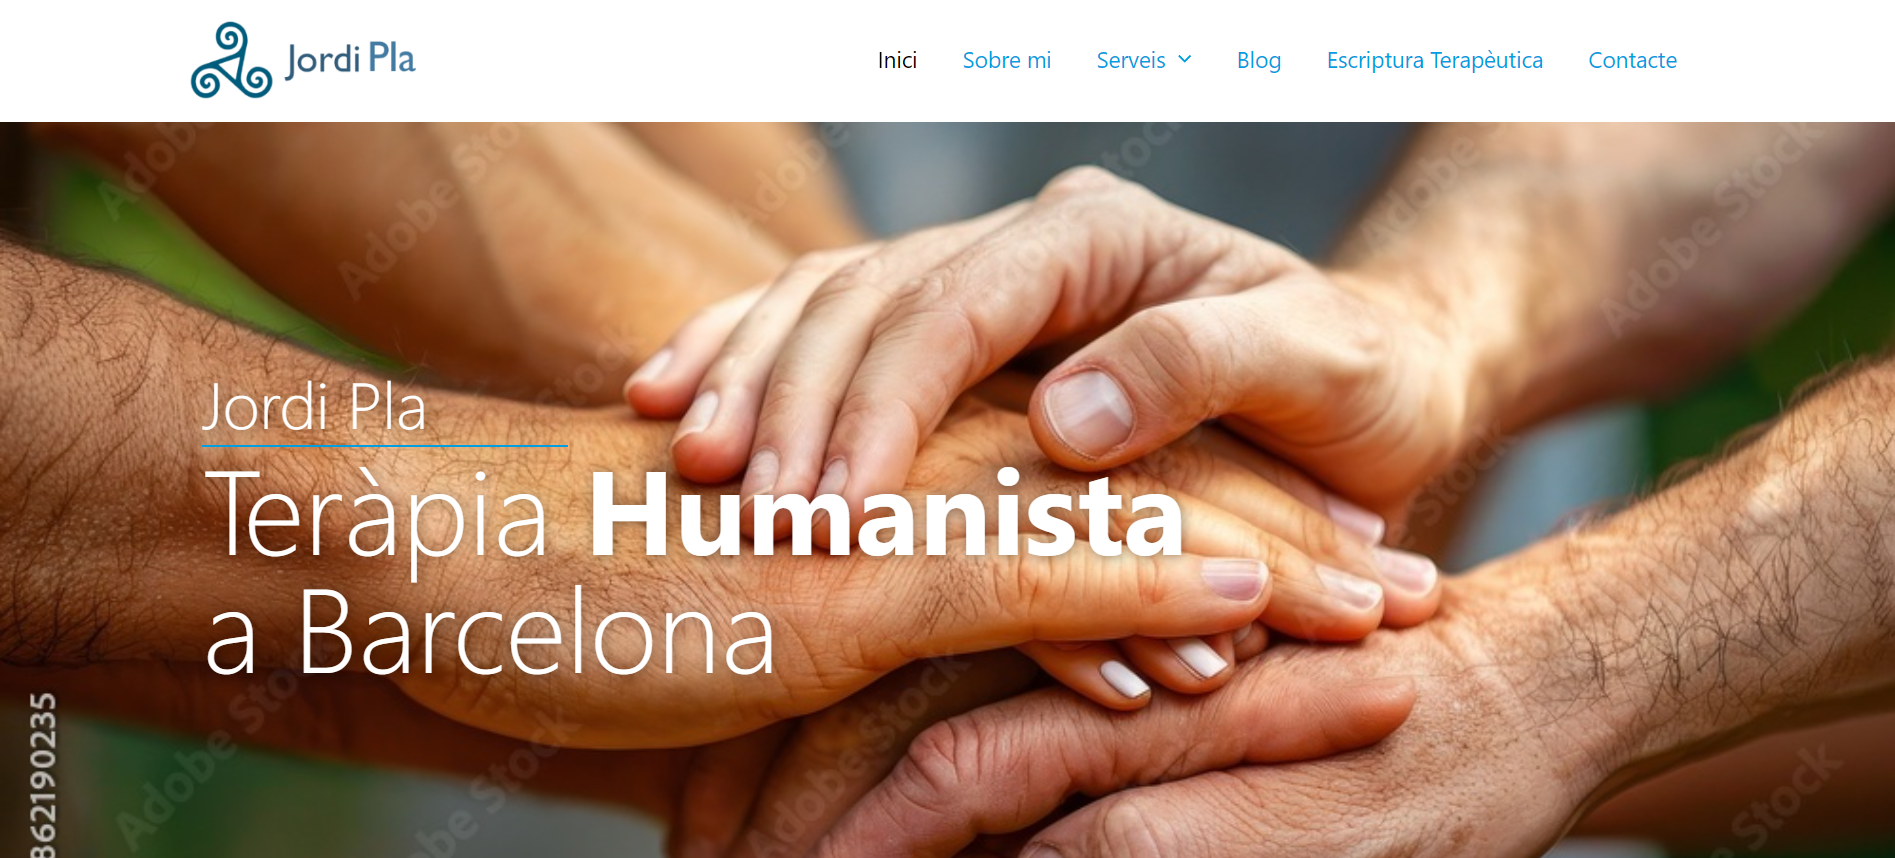 Jordi Pla
Inici
Sobre mi
Serveis
Blog
Escriptura Terapèutica
Contacte
Jordi Pla
Teràpia Humanista
a Barcelona
Adobe Stock
862190235